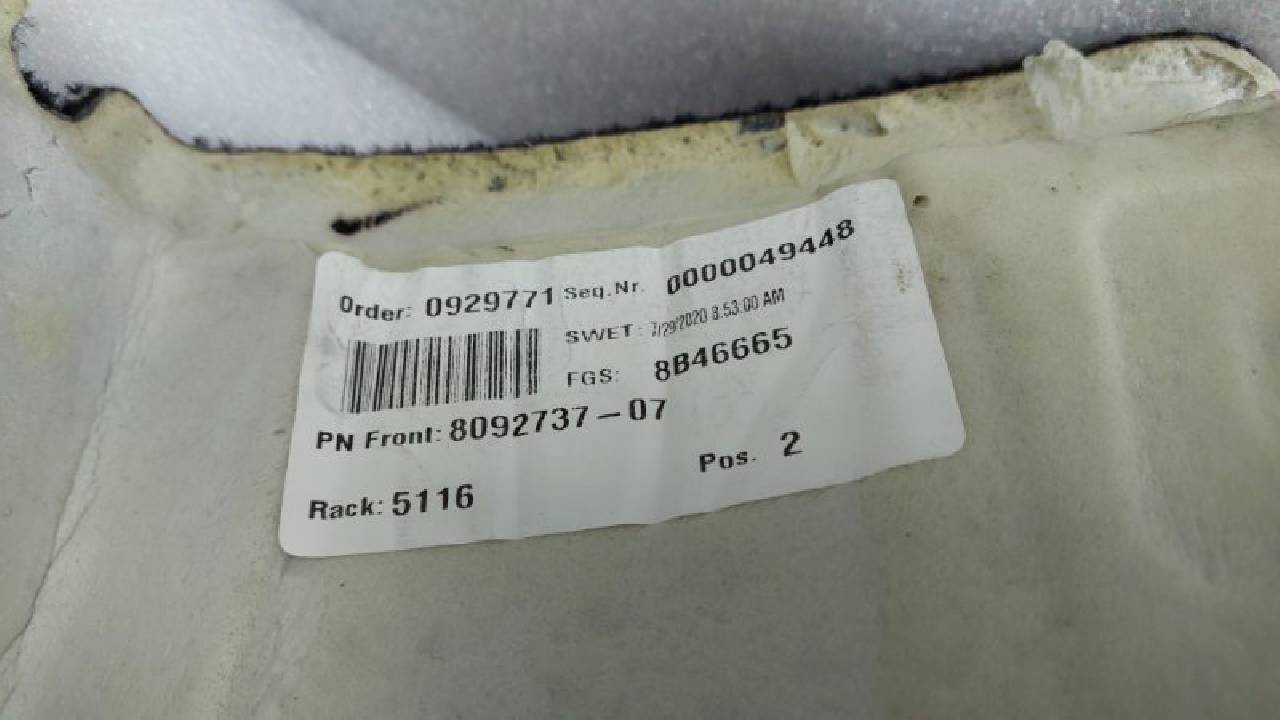 Order: 0929771 Seq.Nr. 0000049448
SWET: 7/29/2020 8:53:00 AM
FGS: 8B46665
PN Front: 8092737-07
Pos. 2
Rack: 5116